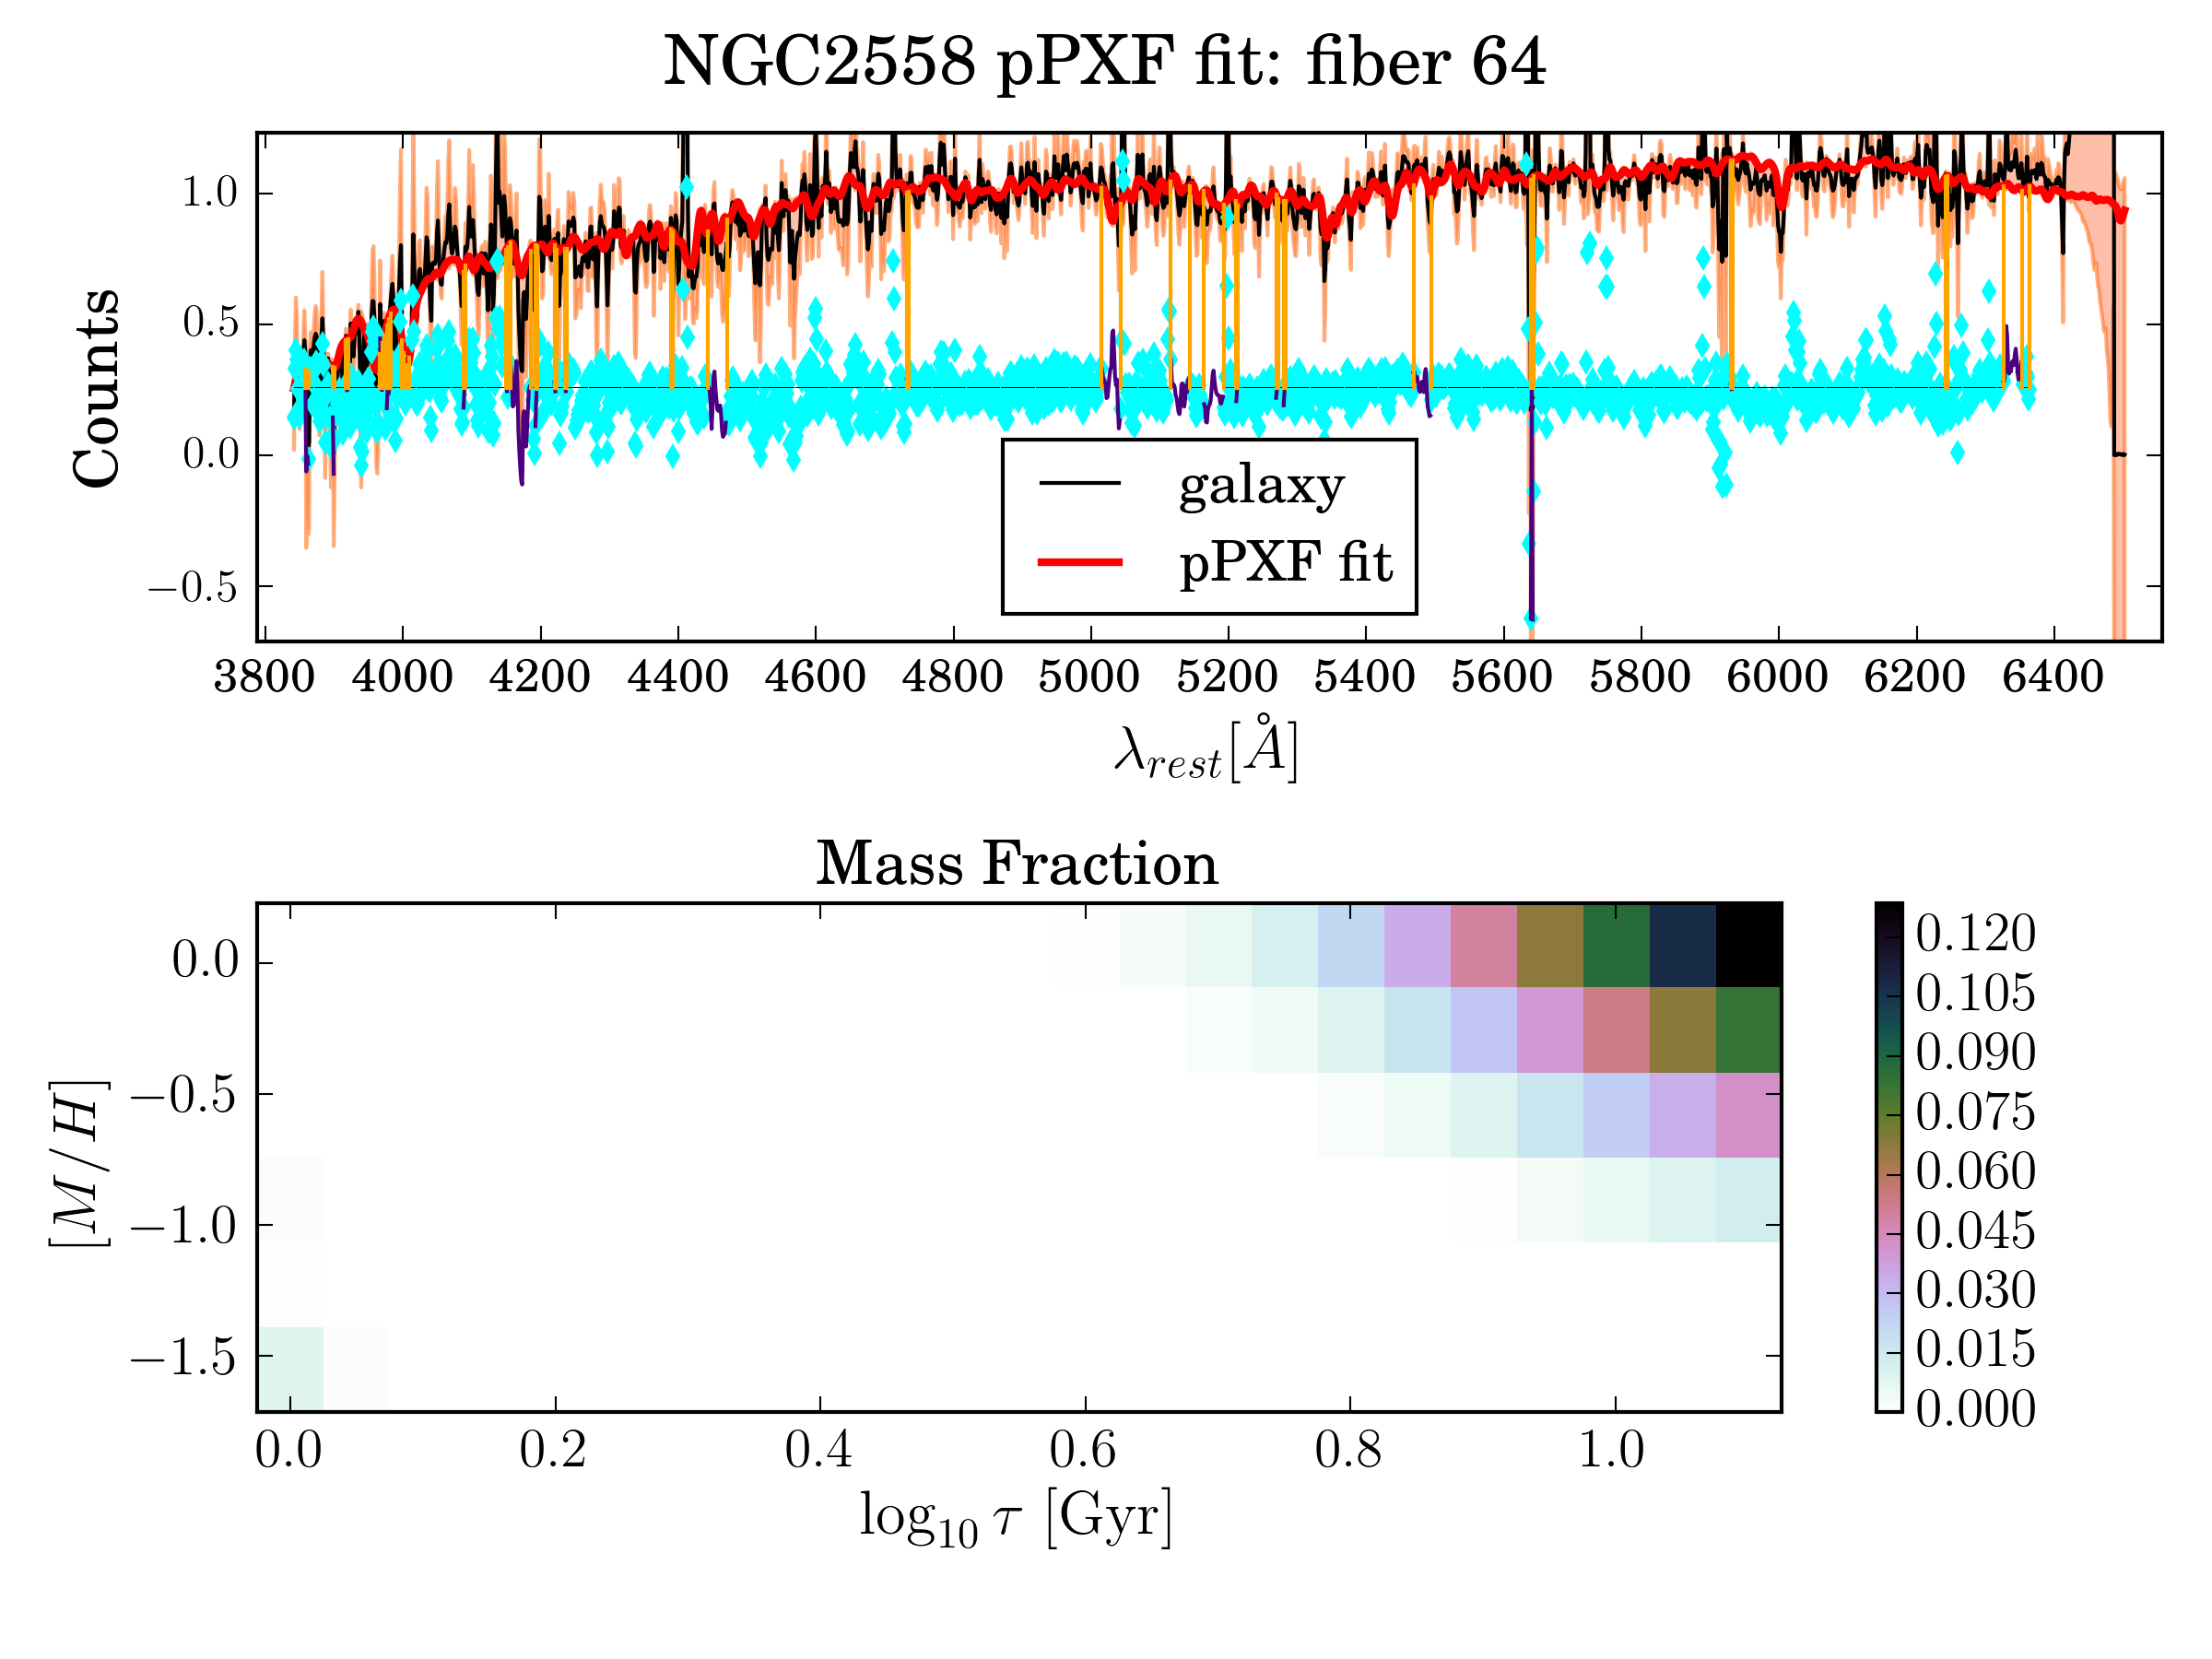 NGC2558 pPXF fit: fiber 64
Counts
1.0
0.5
0.0
−0.5
galaxy
pPXF fit
3800 4000 4200 4400 4600 4800 5000 5200 5400 5600 5800 6000 6200 6400
λrest[Å]
Mass Fraction
[M/H]
0.0
−0.5
−1.0
−1.5
0.0 0.2 0.4 0.6 0.8 1.0
log10 τ [Gyr]
0.120
0.105
0.090
0.075
0.060
0.045
0.030
0.015
0.000